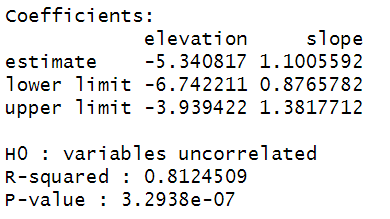 Coefficients:
            elevation     slope
estimate    -5.340817 1.1005592
lower limit -6.742211 0.8765782
upper limit -3.939422 1.3817712

H0 : variables uncorrelated
R-squared : 0.8124509
P-value : 3.2938e-07